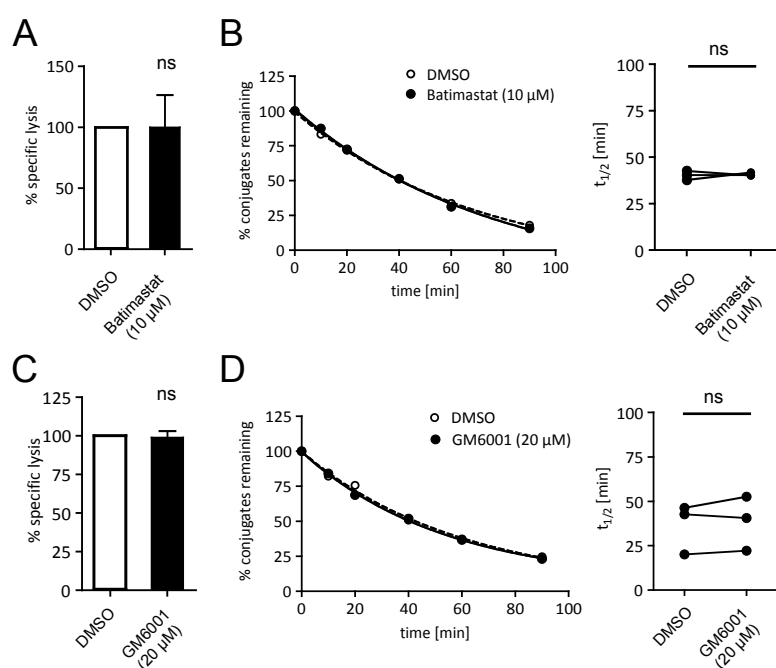 A
% specific lysis
150
100
50
0
ns
DMSO
Batimastat
(10 µM)
B
% conjugates remaining
125
100
75
50
25
0
0 20 40 60 80 100
time [min]
DMSO
Batimastat (10 µM)
ns
t1/2 [min]
100
75
50
25
0
DMSO
Batimastat
(10 µM)
C
% specific lysis
125
100
75
50
25
0
ns
DMSO
GM6001
(20 µM)
D
% conjugates remaining
125
100
75
50
25
0
0 20 40 60 80 100
time [min]
DMSO
GM6001 (20 µM)
ns
t1/2 [min]
100
75
50
25
0
DMSO
GM6001
(20 µM)